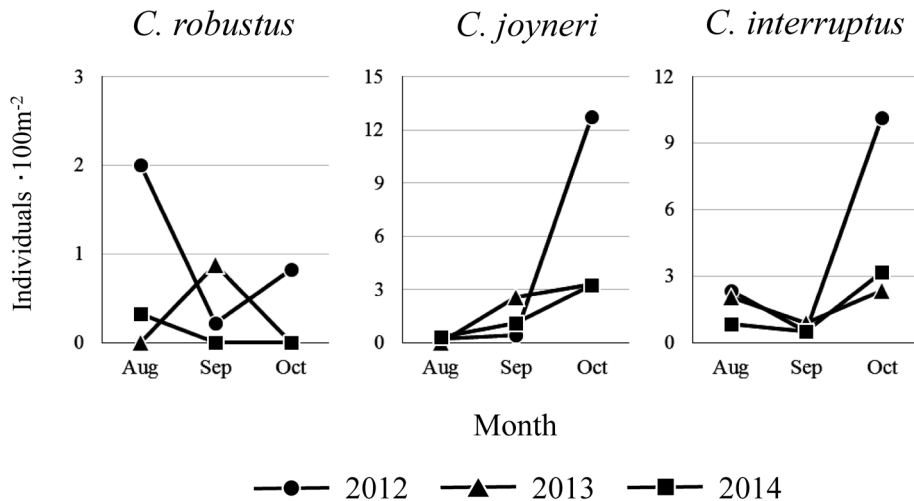 C. robustus
C. joyneri
C. interruptus
Individuals・100m⁻²
3
2
1
0
Aug Sep Oct
15
12
9
6
3
0
Aug Sep Oct
12
9
6
3
0
Aug Sep Oct
Month
2012 2013 2014